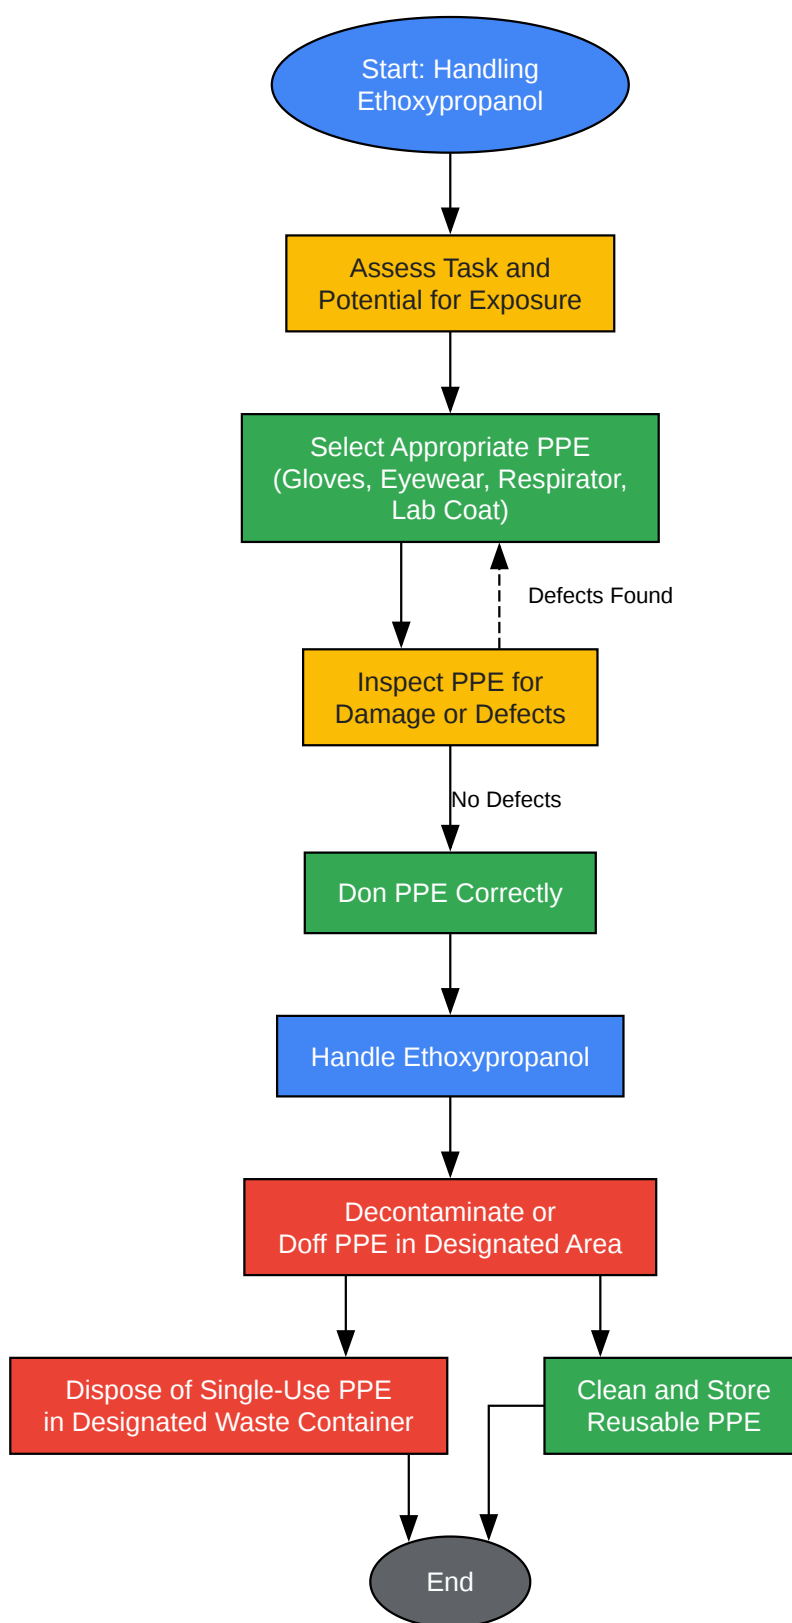 Start: Handling
Ethoxypropanol
Assess Task and
Potential for Exposure
Select Appropriate PPE
(Gloves, Eyewear, Respirator,
Lab Coat)
Defects Found
Inspect PPE for
Damage or Defects
No Defects
Don PPE Correctly
Handle Ethoxypropanol
Decontaminate or
Doff PPE in Designated Area
Dispose of Single-Use PPE
in Designated Waste Container
Clean and Store
Reusable PPE
End